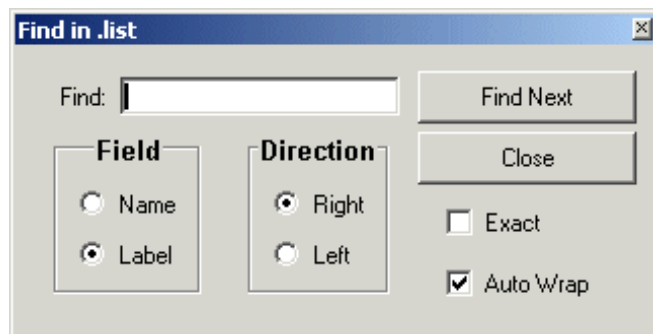 Find in .list
Find:
Find Next
Field
Direction
Close
Name
Right
Exact
Label
Left
Auto Wrap